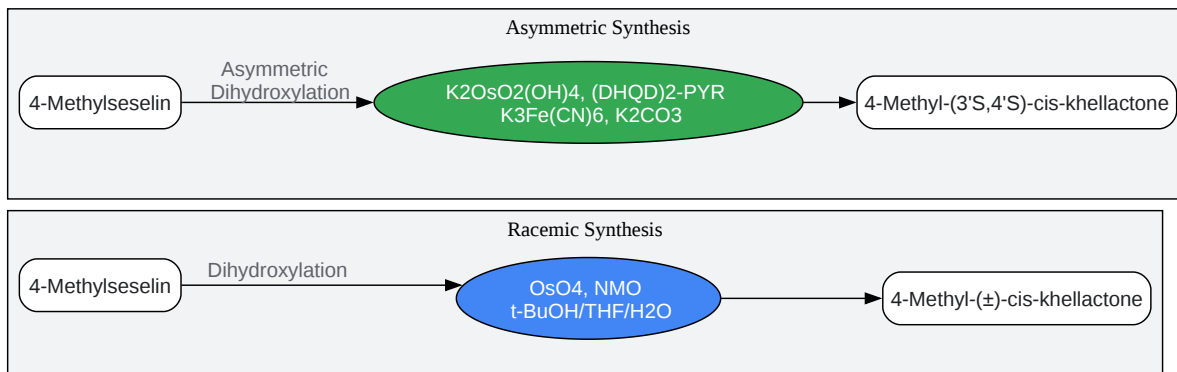 Asymmetric Synthesis
4-Methylseselin
Asymmetric
Dihydroxylation
K2OsO2(OH)4, (DHQD)2-PYR
K3Fe(CN)6, K2CO3
4-Methyl-(3'S,4'S)-cis-khellactone
Racemic Synthesis
4-Methylseselin
Dihydroxylation
OsO4, NMO
t-BuOH/THF/H2O
4-Methyl-(±)-cis-khellactone